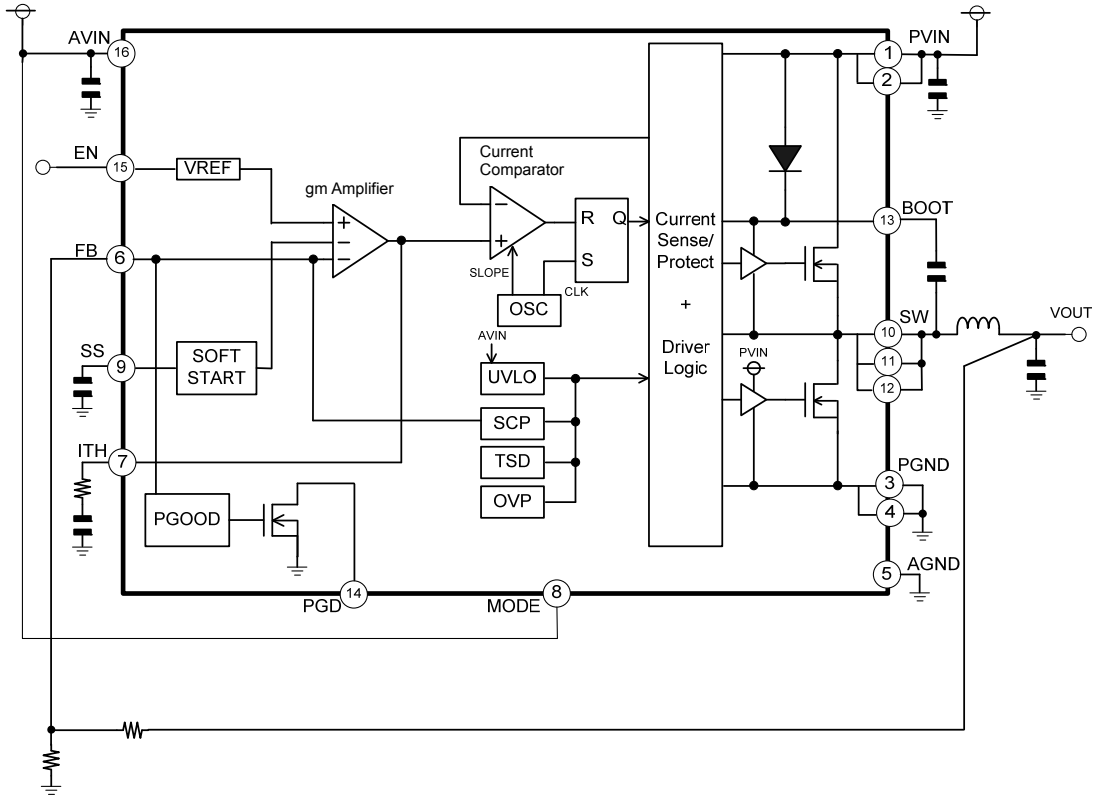 AVIN
16
PVIN
1
2
EN
15
VREF
gm Amplifier
+
−
−
Current
Comparator
−
+
SLOPE
R Q
S
OSC
CLK
Current
Sense/
Protect
+
Driver
Logic
13
BOOT
FB
6
SS
9
SOFT
START
AVIN
UVLO
SCP
TSD
OVP
PVIN
SW
10
11
12
VOUT
ITH
7
PGOOD
PGND
3
4
5
AGND
PGD
14
MODE
8